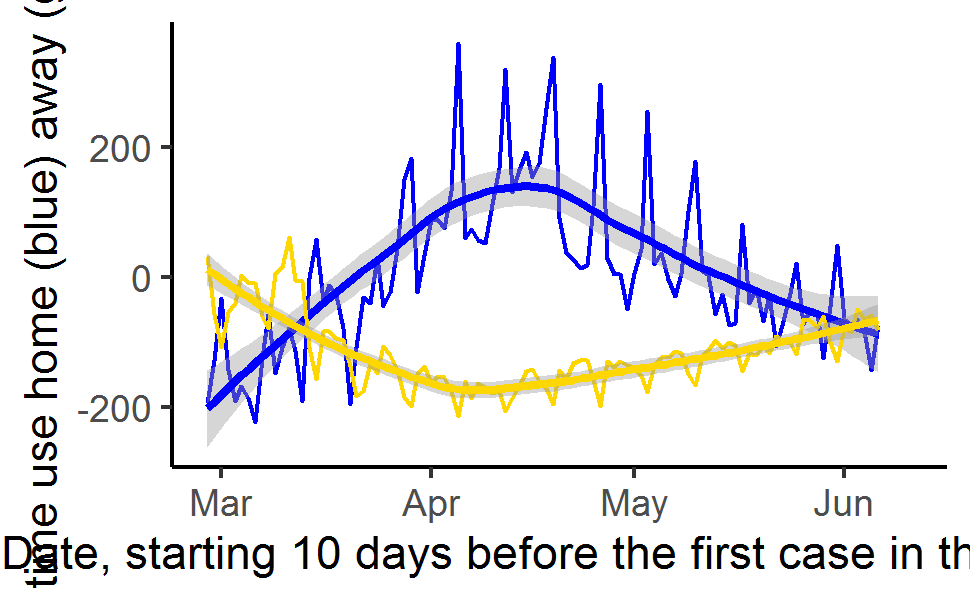 time use home (blue) away (
200
0
-200
Mar Apr May Jun
Date, starting 10 days before the first case in th